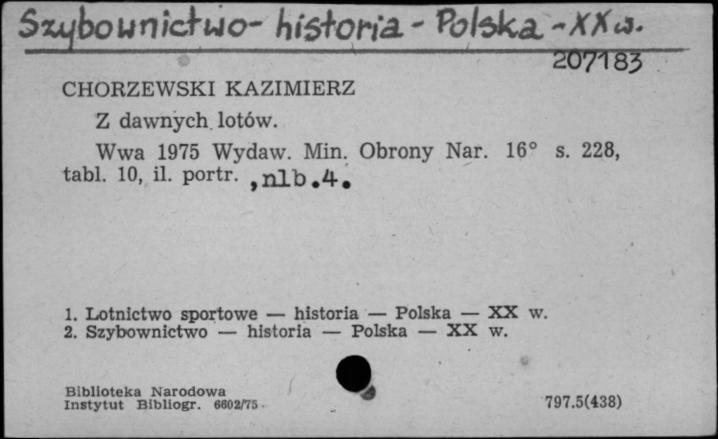 Szybownictwo - historia - Polska - XX w.
207183
CHORZEWSKI KAZIMIERZ
Z dawnych lotów.
Wwa 1975 Wydaw. Min. Obrony Nar. 16° s. 228,
tabl. 10, il. portr. , nlb.4.
1. Lotnictwo sportowe — historia — Polska — XX w.
2. Szybownictwo — historia — Polska — XX w.
Biblioteka Narodowa
Instytut Bibliogr. 6602/75
797.5(438)